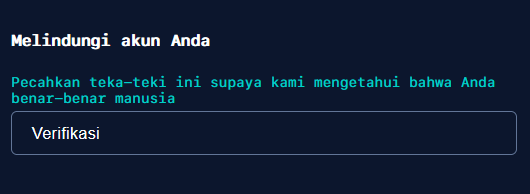 Melindungi akun Anda
Pecahkan teka-teki ini supaya kami mengetahui bahwa Anda
benar-benar manusia
Verifikasi